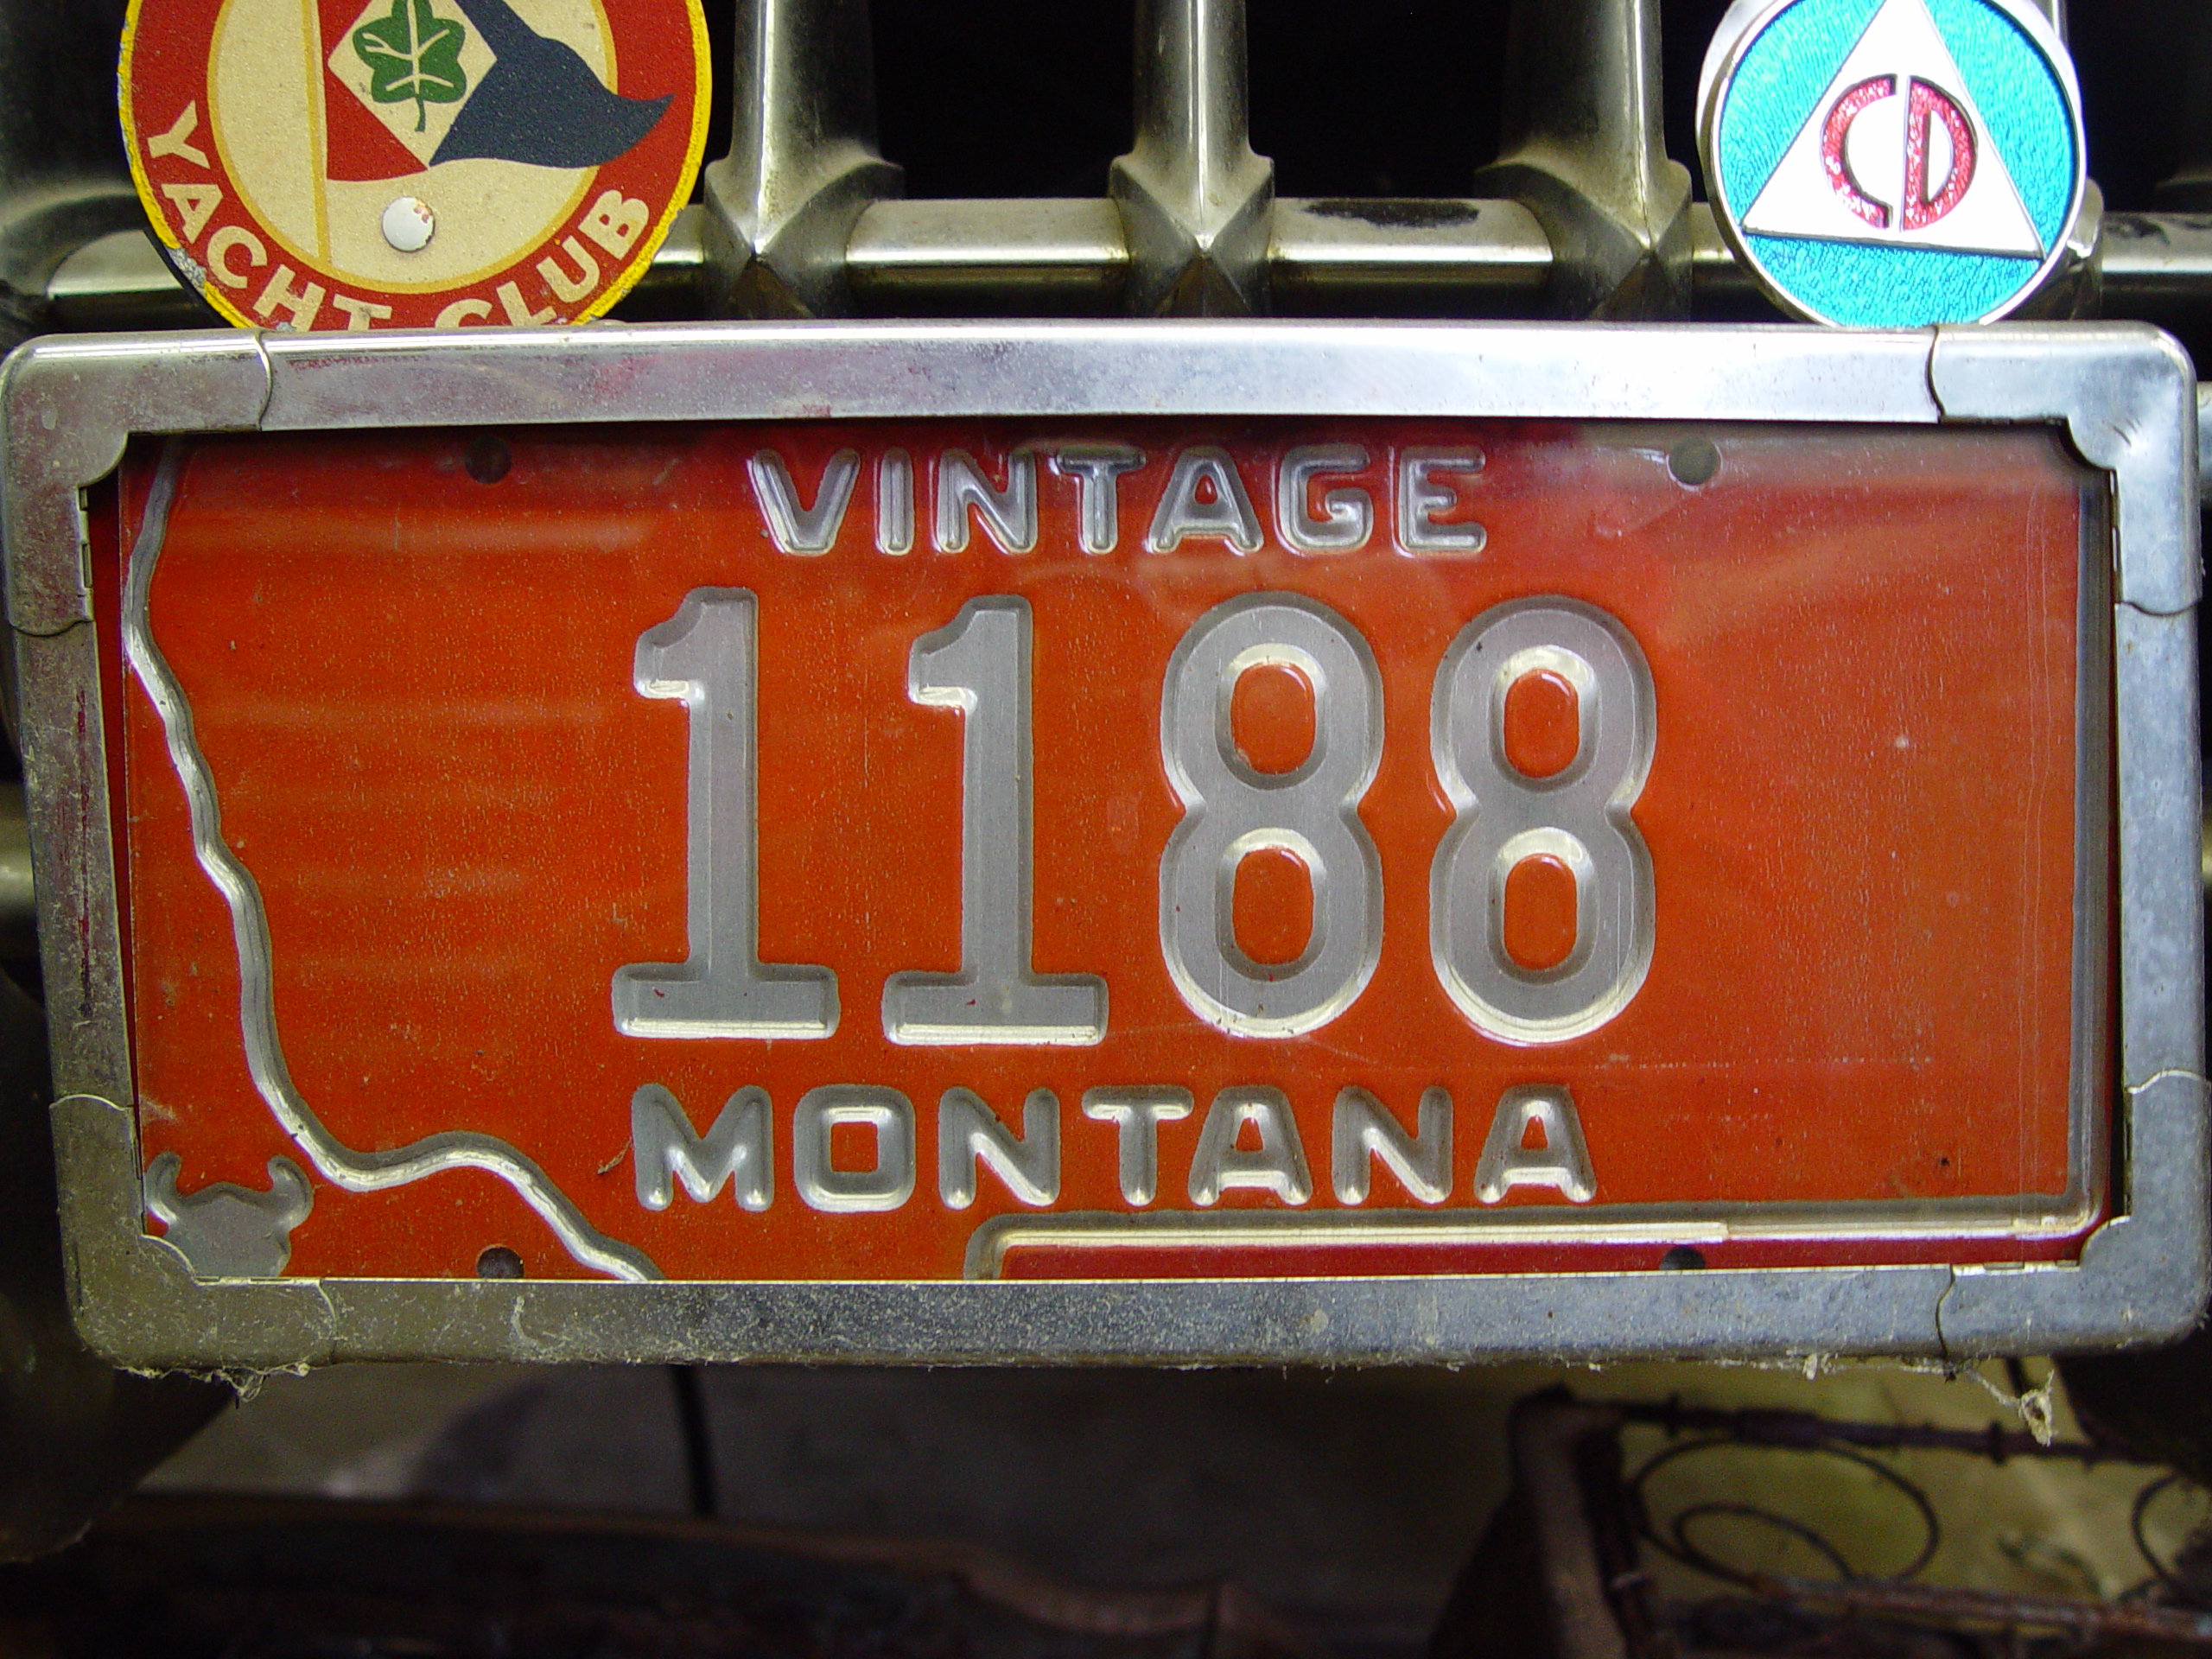 YACHT CLUB
CD
VINTAGE
1188
MONTANA